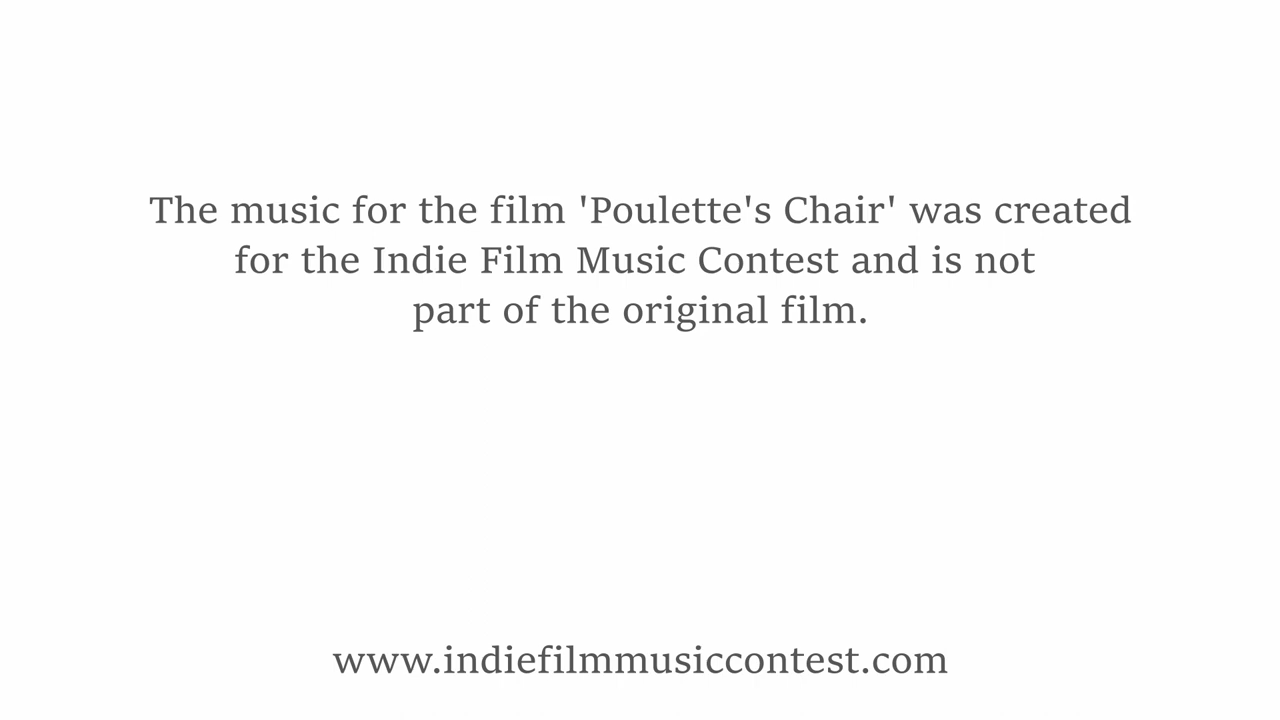 The music for the film 'Poulette's Chair' was created
for the Indie Film Music Contest and is not
part of the original film.
www.indiefilmmusiccontest.com